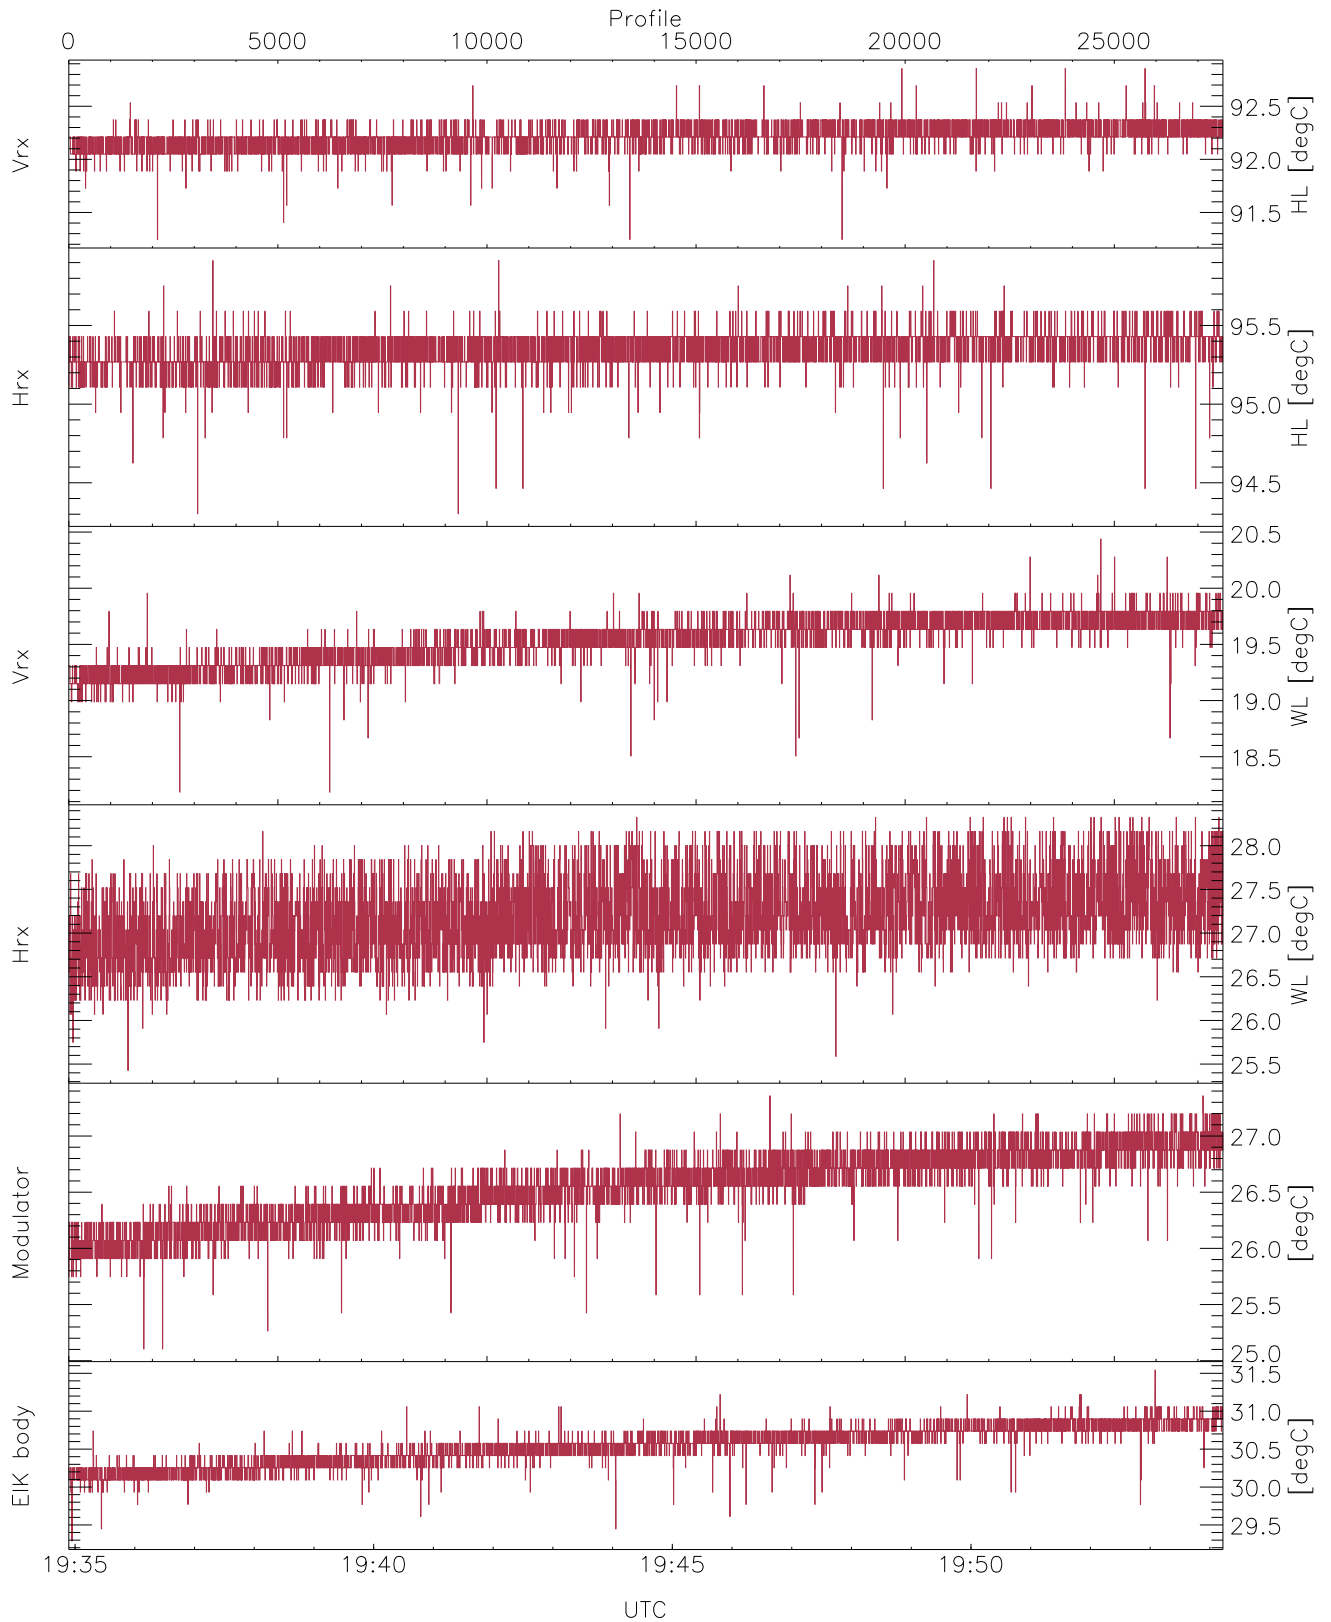 Profile
0 5000 10000 15000 20000 25000
Vrx
92.5
92.0
91.5
HL [degC]
Hrx
95.5
95.0
94.5
HL [degC]
Vrx
20.5
20.0
19.5
19.0
18.5
WL [degC]
Hrx
28.0
27.5
27.0
26.5
26.0
25.5
WL [degC]
Modulator
27.0
26.5
26.0
25.5
25.0
[degC]
EIK body
31.5
31.0
30.5
30.0
29.5
[degC]
19:35 19:40 19:45 19:50
UTC